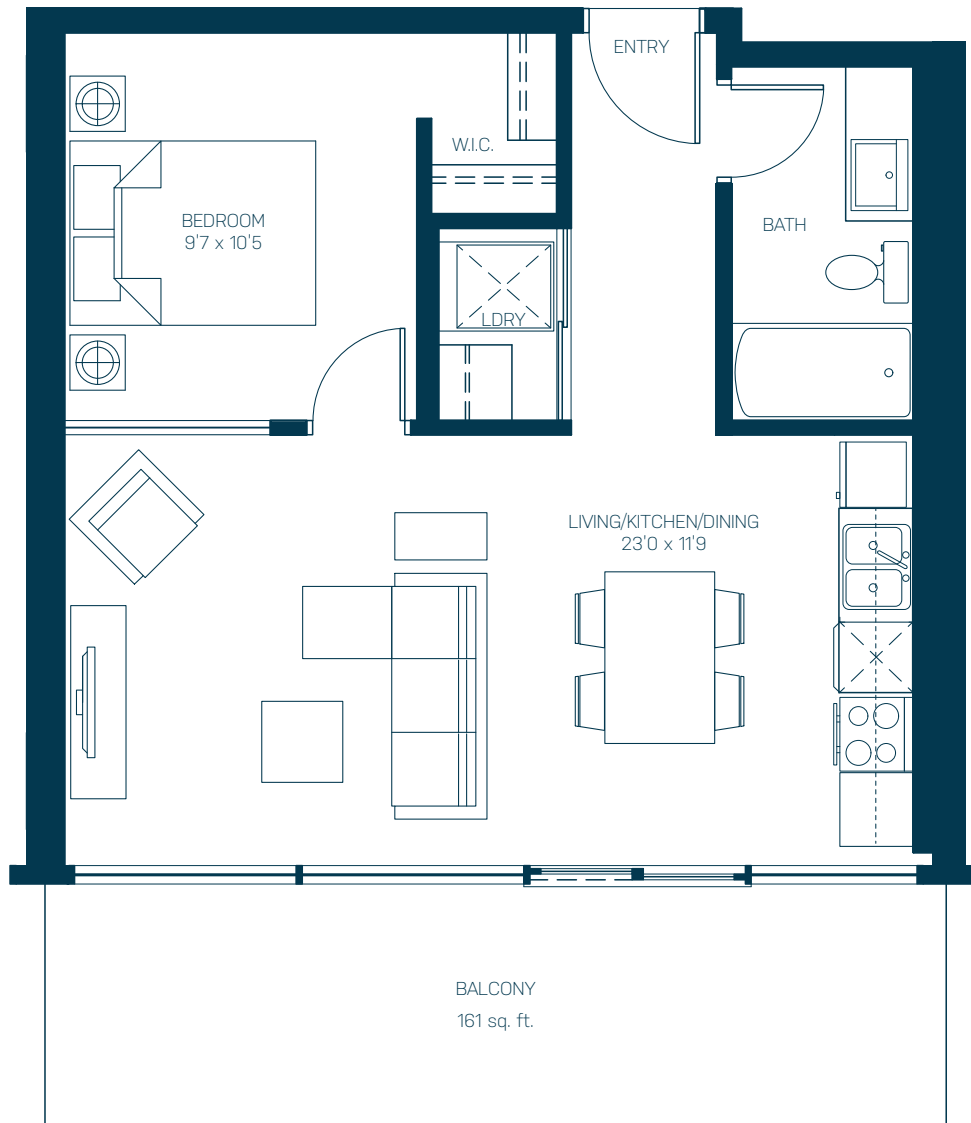 ENTRY
W.I.C.
BEDROOM
9'7 x 10'5
BATH
LDRY
LIVING/KITCHEN/DINING
23'0 x 11'9
BALCONY
161 sq. ft.